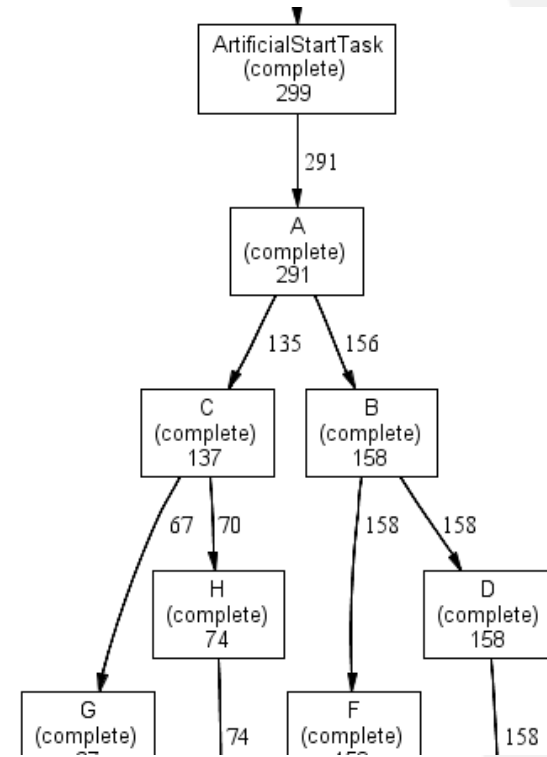 ArtificialStartTask
(complete)
299
291
A
(complete)
291
135
156
C
(complete)
137
B
(complete)
158
67
70
158
158
H
(complete)
74
D
(complete)
158
G
(complete)
74
F
(complete)
158